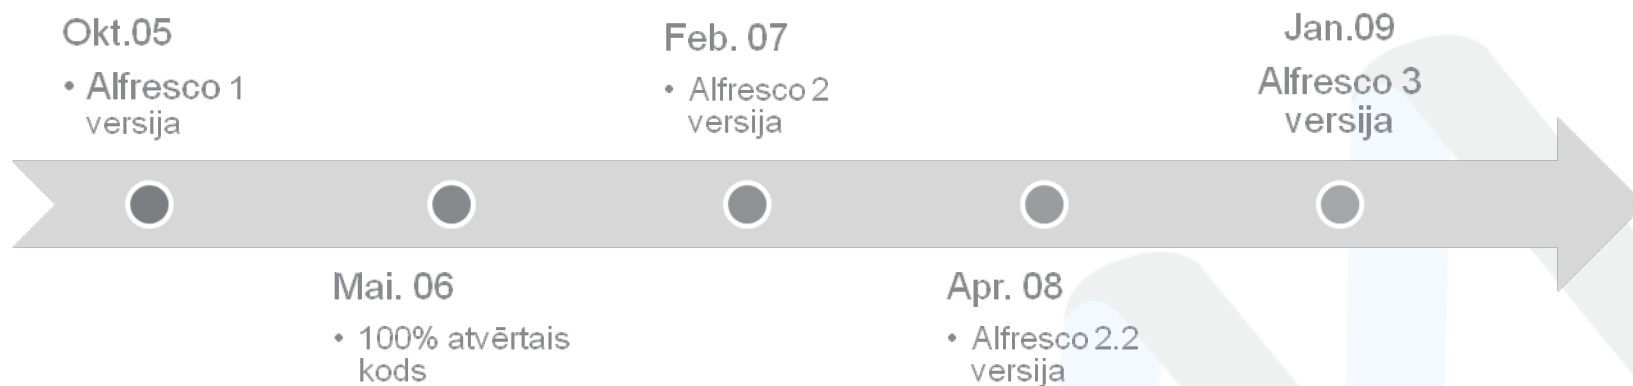 Okt.05
• Alfresco 1
versija
Feb. 07
• Alfresco 2
versija
Jan.09
Alfresco 3
versija
Mai. 06
• 100% atvērtais
kods
Apr. 08
• Alfresco 2.2
versija